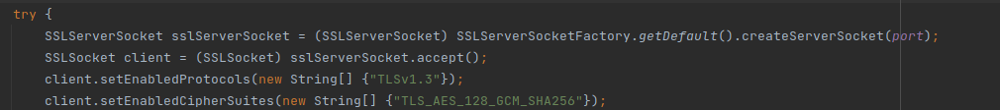 try {
SSLServerSocket sslServerSocket = (SSLServerSocket) SSLServerSocketFactory.getDefault().createServerSocket(port);
SSLSocket client = (SSLSocket) sslServerSocket.accept();
client.setEnabledProtocols(new String[] {"TLSv1.3"});
client.setEnabledCipherSuites(new String[] {"TLS_AES_128_GCM_SHA256"});